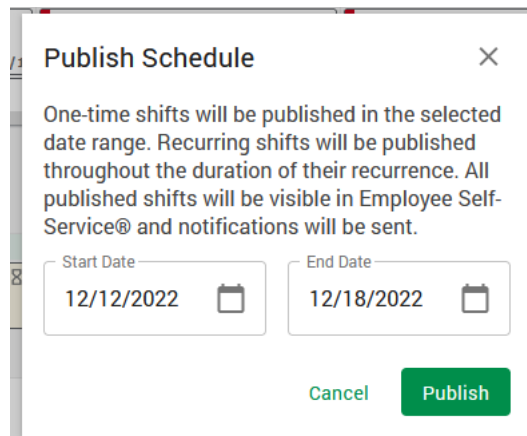 Publish Schedule
One-time shifts will be published in the selected
date range. Recurring shifts will be published
throughout the duration of their recurrence. All
published shifts will be visible in Employee Self-
Service® and notifications will be sent.
Start Date
12/12/2022
End Date
12/18/2022
Cancel
Publish